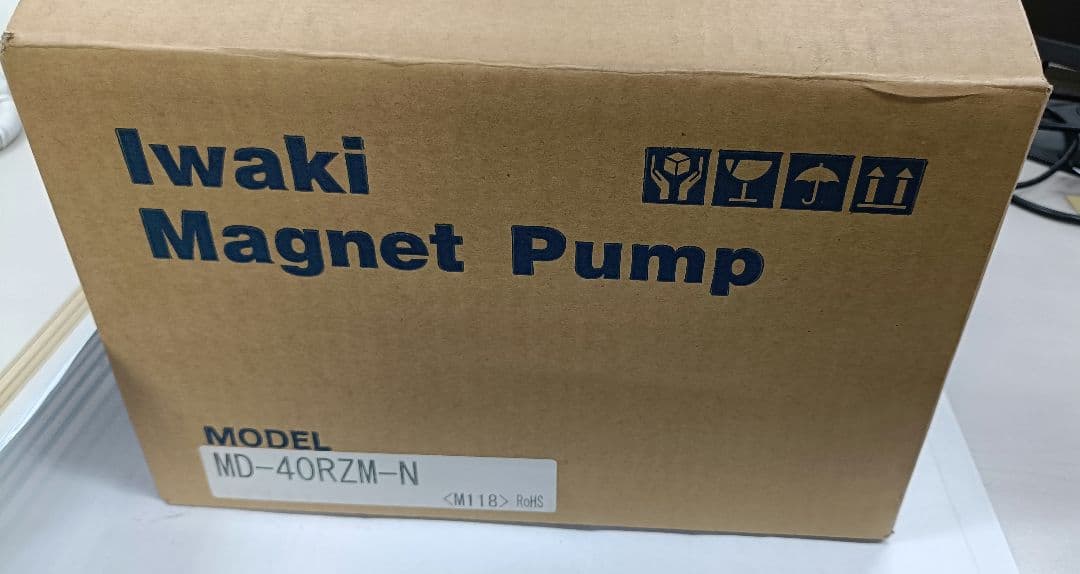 Iwaki
Magnet Pump
MODEL
MD-40RZM-N
<M118> RoHS